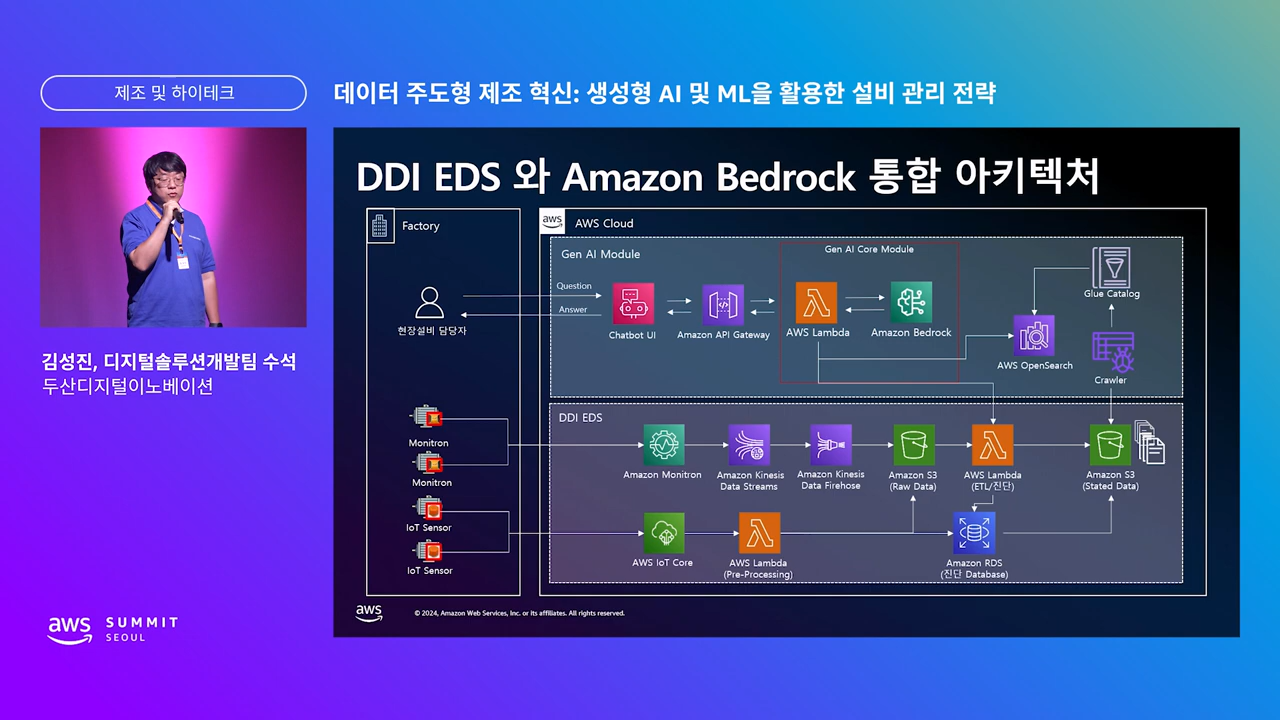 제조 및 하이테크
데이터 주도형 제조 혁신: 생성형 AI 및 ML을 활용한 설비 관리 전략
김성진, 디지털솔루션개발팀 수석
두산디지털이노베이션
aws SUMMIT
SEOUL
DDI EDS 와 Amazon Bedrock 통합 아키텍처
Factory
현장설비 담당자
Monitron
Monitron
IoT Sensor
IoT Sensor
aws AWS Cloud
Gen AI Module
Gen AI Core Module
Question
Answer
Chatbot UI
Amazon API Gateway
AWS Lambda
Amazon Bedrock
AWS OpenSearch
Glue Catalog
Crawler
DDI EDS
Amazon Monitron
Amazon Kinesis
Data Streams
Amazon Kinesis
Data Firehose
Amazon S3
(Raw Data)
AWS Lambda
(ETL/진단)
Amazon S3
(Stated Data)
AWS IoT Core
AWS Lambda
(Pre-Processing)
Amazon RDS
(진단 Database)
aws
© 2024, Amazon Web Services, Inc. or its affiliates. All rights reserved.